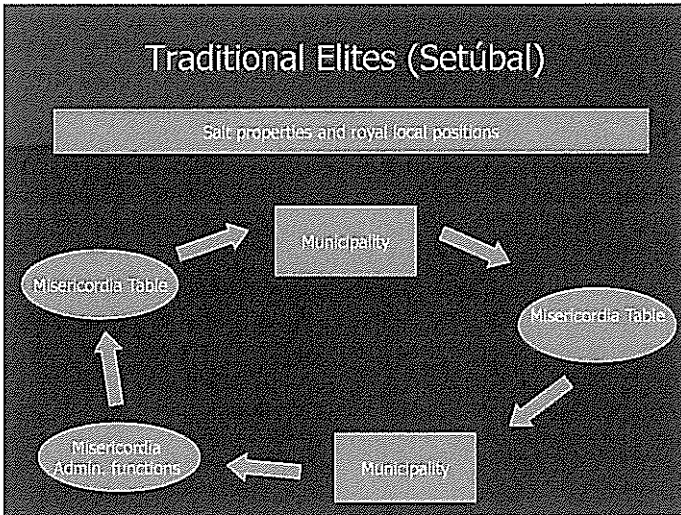 Traditional Elites (Setúbal)
Salt properties and royal local positions
Municipality
Misericordia Table
Misericordia Table
Misericordia
Admin. functions
Municipality